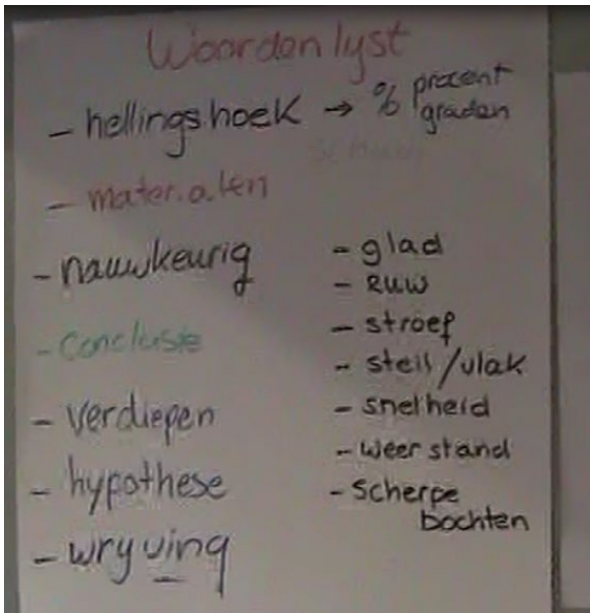 Woordenlyst
- hellingshoek → % procent
graden
- materialen
- nauwkeurig
- conclusie
- verdiepen
- hypothese
- wryving
- glad
- ruw
- stroef
- steil/vlak
- snelheid
- weerstand
- scherpe
bochten